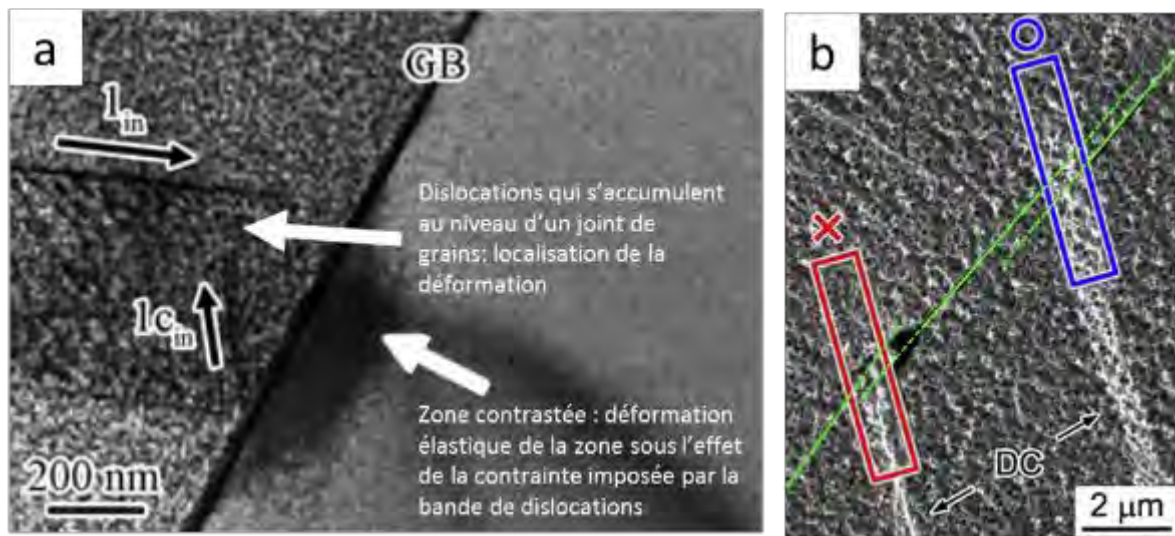 a
GB
1in
Dislocations qui s'accumulent
au niveau d'un joint de
grains: localisation de la
déformation
1cin
Zone contrastée : déformation
élastique de la zone sous l'effet
de la contrainte imposée par la
bande de dislocations
200 nm
b
DC
2 μm